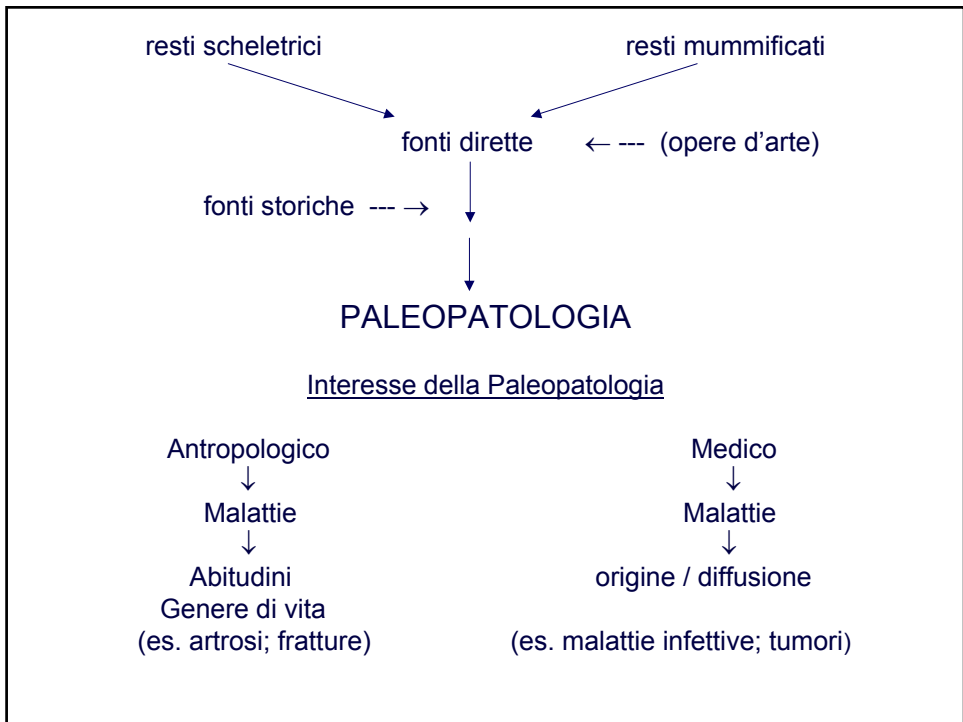 resti scheletrici resti mummificati
fonti dirette ← --- (opere d’arte)
fonti storiche --- →
PALEOPATOLOGIA
Interesse della Paleopatologia
Antropologico Medico
↓ ↓
Malattie Malattie
↓ ↓
Abitudini origine / diffusione
Genere di vita
(es. artrosi; fratture) (es. malattie infettive; tumori)